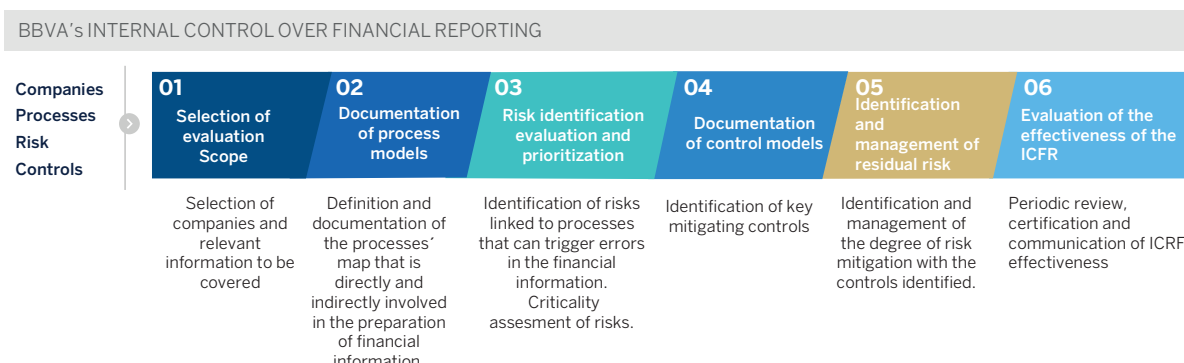 BBVA's INTERNAL CONTROL OVER FINANCIAL REPORTING
Companies
Processes
Risk
Controls
01
Selection of
evaluation
Scope
02
Documentation
of process
models
03
Risk identification
evaluation and
prioritization
04
Documentation
of control models
05
Identification
and
management of
residual risk
06
Evaluation of the
effectiveness of the
ICFR
Selection of
companies and
relevant
information to be
covered
Definition and
documentation of
the processes´
map that is
directly and
indirectly involved
in the preparation
of financial
information
Identification of risks
linked to processes
that can trigger errors
in the financial
information.
Criticality
assesment of risks.
Identification of key
mitigating controls
Identification and
management of
the degree of risk
mitigation with the
controls identified.
Periodic review,
certification and
communication of ICRF
effectiveness